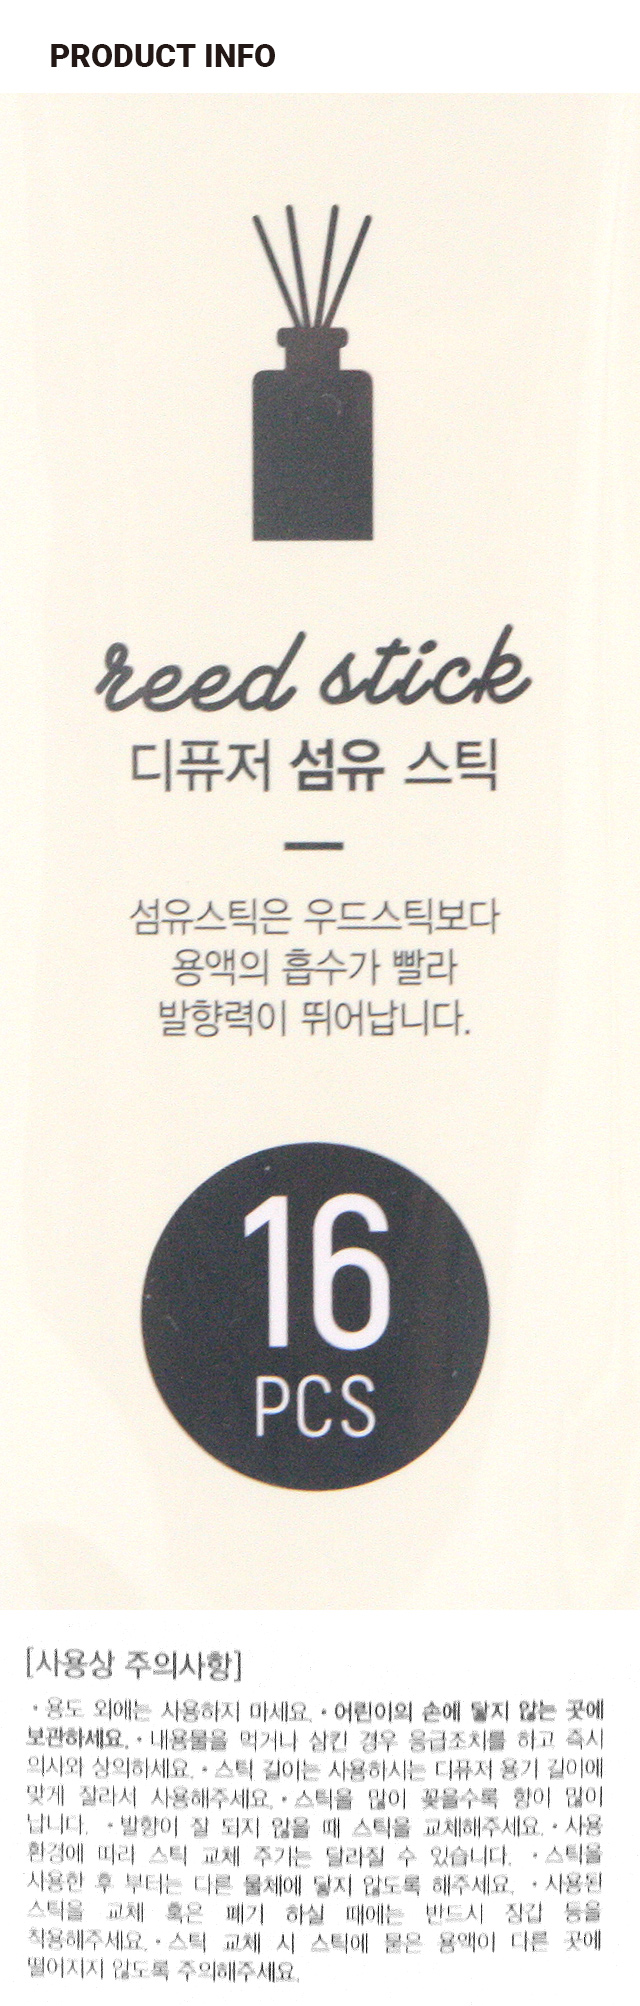 PRODUCT INFO
reed stick
디퓨저 섬유 스틱
섬유스틱은 우드스틱보다
용액의 흡수가 빨라
발향력이 뛰어납니다.
16
PCS
[사용상 주의사항]
·용도 외에는 사용하지 마세요. ·어린이의 손에 닿지 않는 곳에
보관하세요. ·내용물을 먹거나 삼킨 경우 응급조치를 하고 즉시
의사와 상의하세요. ·스틱 길이는 사용하시는 디퓨저 용기 길이에
맞게 잘라서 사용해주세요. ·스틱을 많이 꽂을수록 향이 많이
납니다. ·발향이 잘 되지 않을 때 스틱을 교체해주세요. ·사용
환경에 따라 스틱 교체 주기는 달라질 수 있습니다. ·스틱을
사용한 후 부터는 다른 물체에 닿지 않도록 해주세요. ·사용된
스틱을 교체 혹은 폐기 하실 때에는 반드시 장갑 등을
착용해주세요. ·스틱 교체 시 스틱에 묻은 용액이 다른 곳에
떨어지지 않도록 주의해주세요.